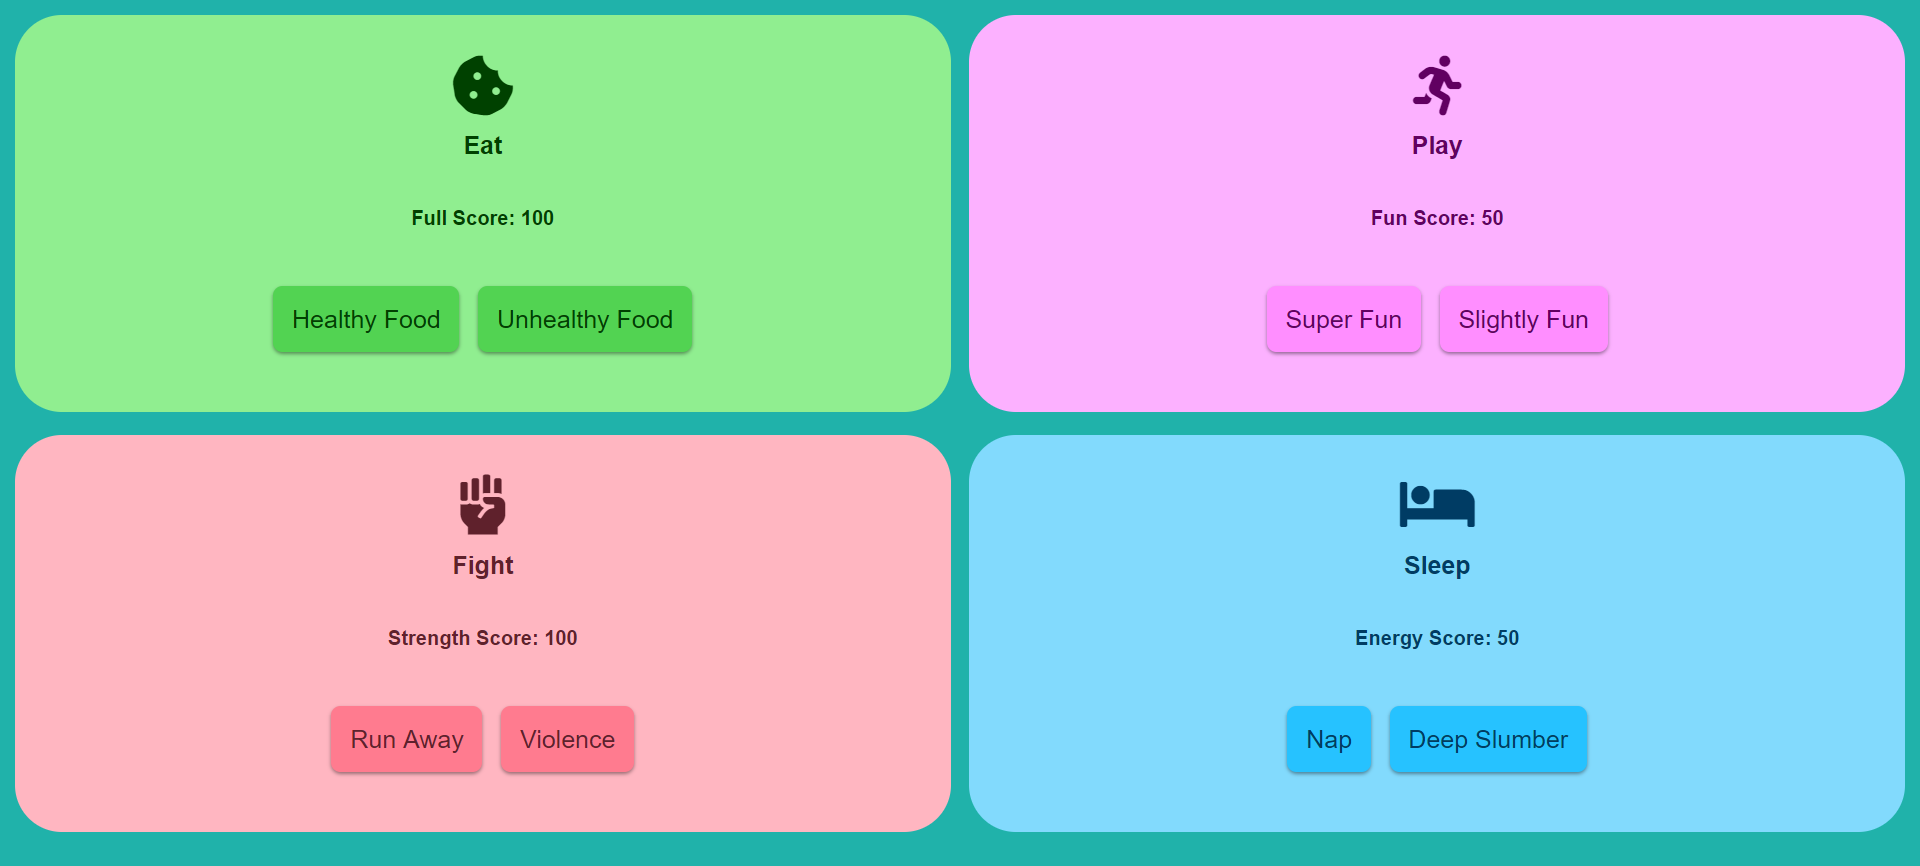 Eat
Full Score: 100
Healthy Food
Unhealthy Food
Play
Fun Score: 50
Super Fun
Slightly Fun
Fight
Strength Score: 100
Run Away
Violence
Sleep
Energy Score: 50
Nap
Deep Slumber